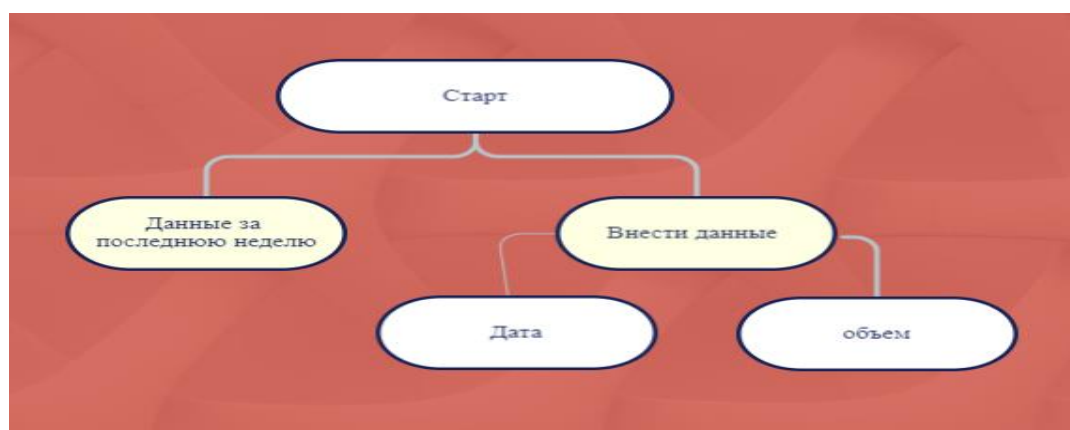 Старт
Данные за
последнюю неделю
Внести данные
Дата
объем